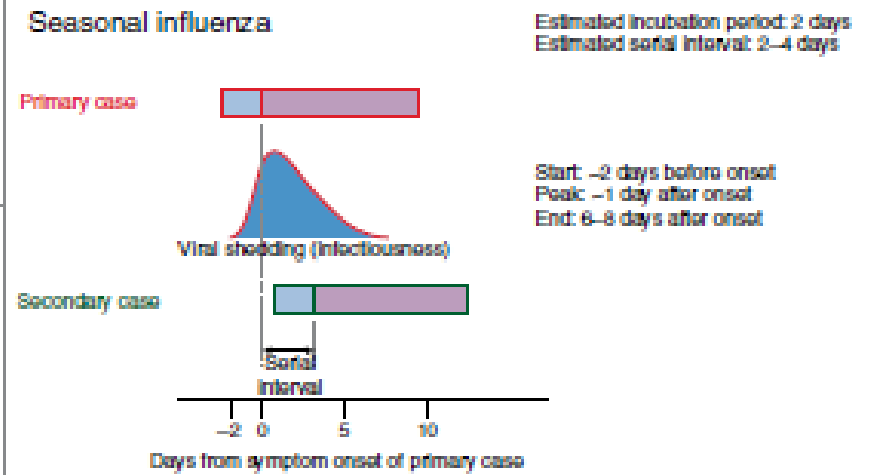 Seasonal influenza
Estimated incubation period: 2 days
Estimated serial interval: 2–4 days
Primary case
Start: ~2 days before onset
Peak: ~1 day after onset
End: 6–8 days after onset
Viral shedding (infectiousness)
Secondary case
Serial
interval
–2 0 5 10
Days from symptom onset of primary case